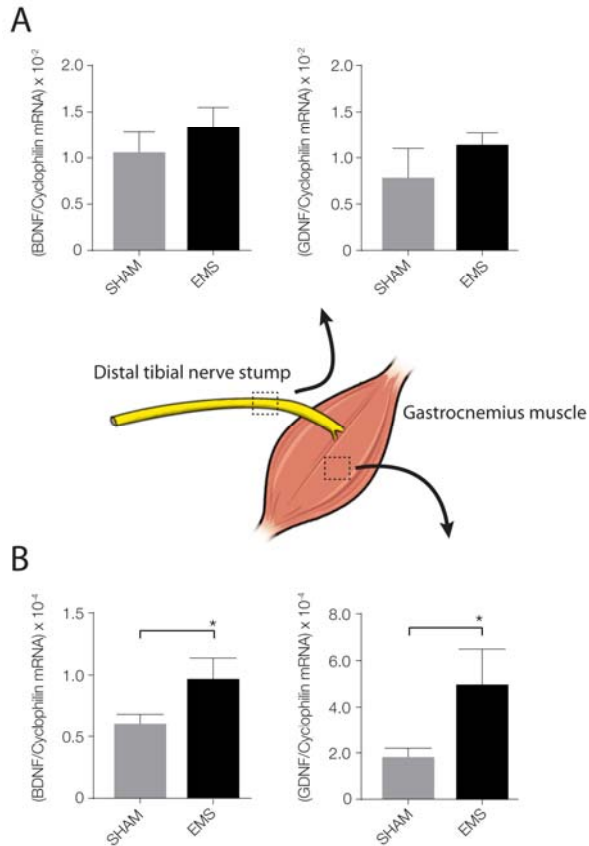 A
(BDNF/Cyclophilin mRNA) x 10-2
2.0
1.5
1.0
0.5
0
SHAM
EMS
(GDNF/Cyclophilin mRNA) x 10-2
2.0
1.5
1.0
0.5
0
SHAM
EMS
Distal tibial nerve stump
Gastrocnemius muscle
B
(BDNF/Cyclophilin mRNA) x 10-4
1.5
1.0
0.5
0
*
SHAM
EMS
(GDNF/Cyclophilin mRNA) x 10-4
8.0
6.0
4.0
2.0
0
*
SHAM
EMS